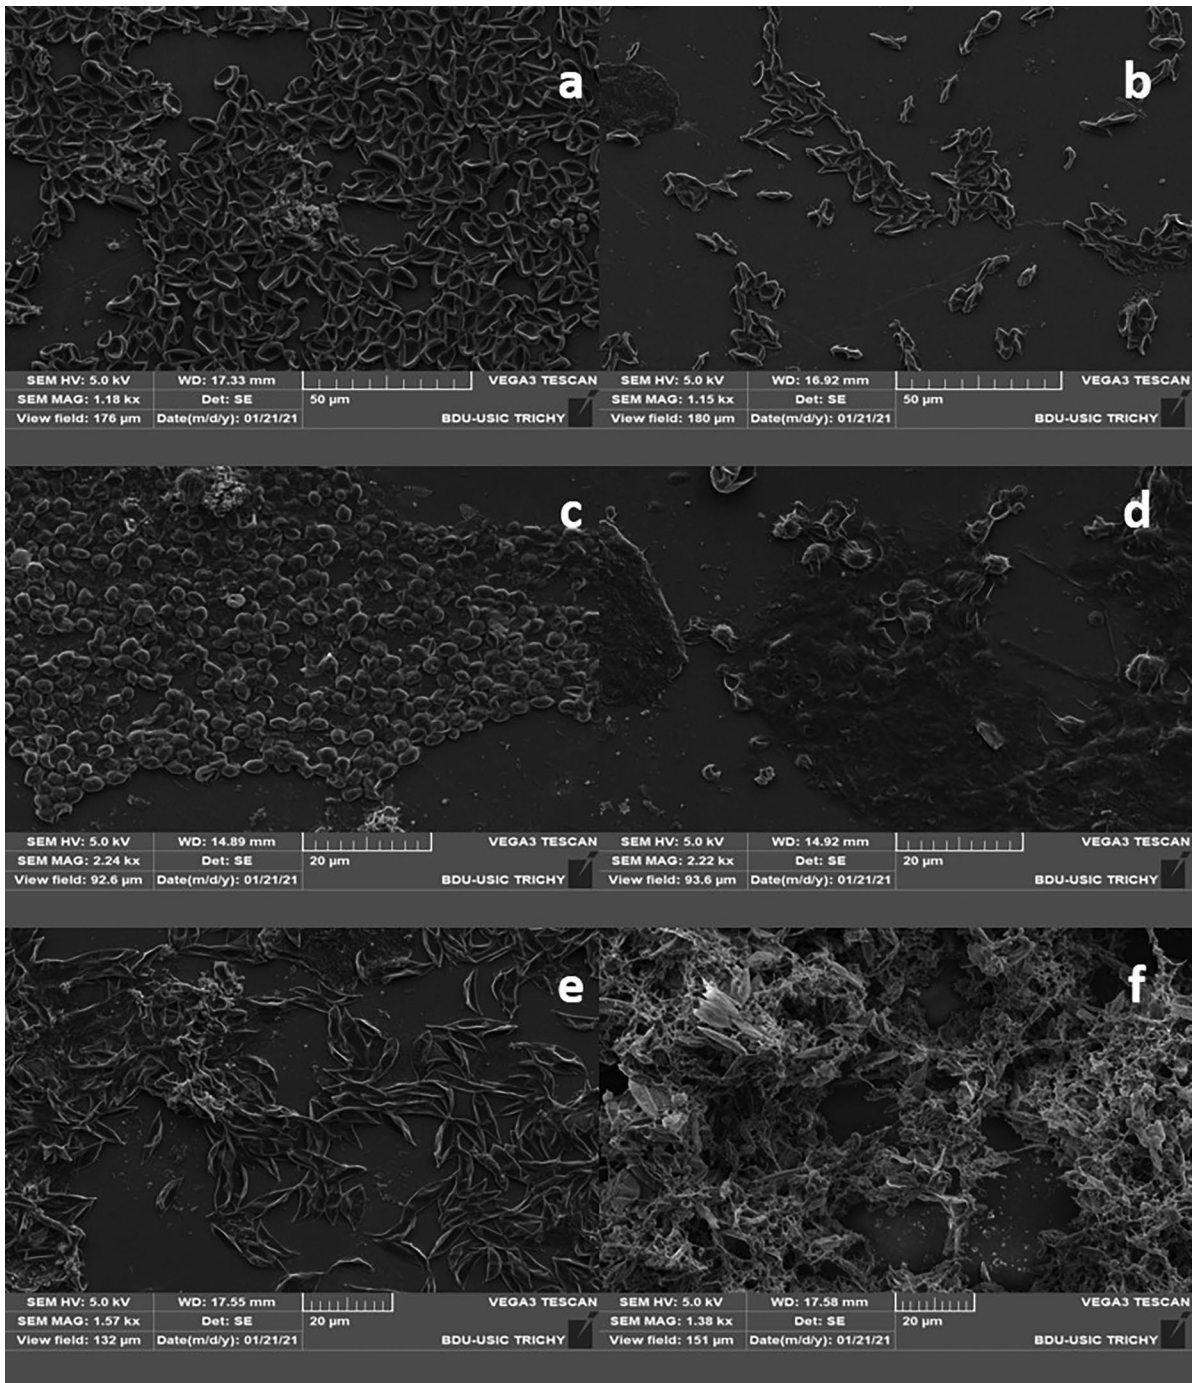 a
SEM HV: 5.0 kV WD: 17.33 mm VEGA3 TESCAN
SEM MAG: 1.18 kx Det: SE 50 µm
View field: 176 µm Date(m/d/y): 01/21/21 BDU-USIC TRICHY
b
SEM HV: 5.0 kV WD: 16.92 mm VEGA3 TESCAN
SEM MAG: 1.15 kx Det: SE 50 µm
View field: 180 µm Date(m/d/y): 01/21/21 BDU-USIC TRICHY
c
SEM HV: 5.0 kV WD: 14.89 mm VEGA3 TESCAN
SEM MAG: 2.24 kx Det: SE 20 µm
View field: 92.6 µm Date(m/d/y): 01/21/21 BDU-USIC TRICHY
d
SEM HV: 5.0 kV WD: 14.92 mm VEGA3 TESCAN
SEM MAG: 2.22 kx Det: SE 20 µm
View field: 93.6 µm Date(m/d/y): 01/21/21 BDU-USIC TRICHY
e
SEM HV: 5.0 kV WD: 17.55 mm VEGA3 TESCAN
SEM MAG: 1.57 kx Det: SE 20 µm
View field: 132 µm Date(m/d/y): 01/21/21 BDU-USIC TRICHY
f
SEM HV: 5.0 kV WD: 17.58 mm VEGA3 TESCAN
SEM MAG: 1.38 kx Det: SE 20 µm
View field: 151 µm Date(m/d/y): 01/21/21 BDU-USIC TRICHY